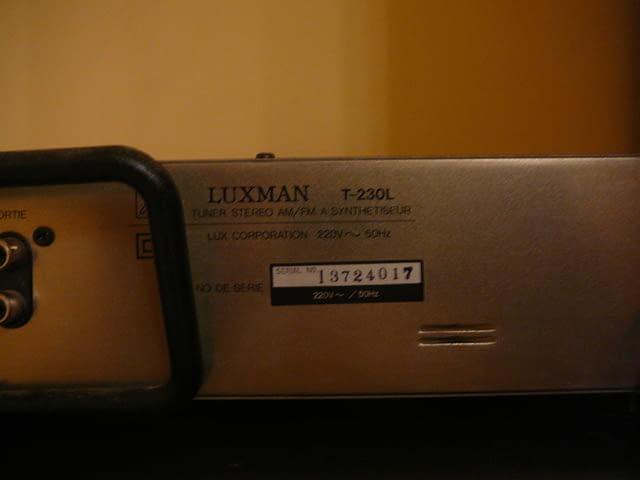 ORTIE
LUXMAN T-230L
TUNER STEREO AM/FM A SYNTHETISEUR
LUX CORPORATION 220V～ 50Hz
NO DE SERIE
SERIAL NO. 13724017
220V～/50Hz